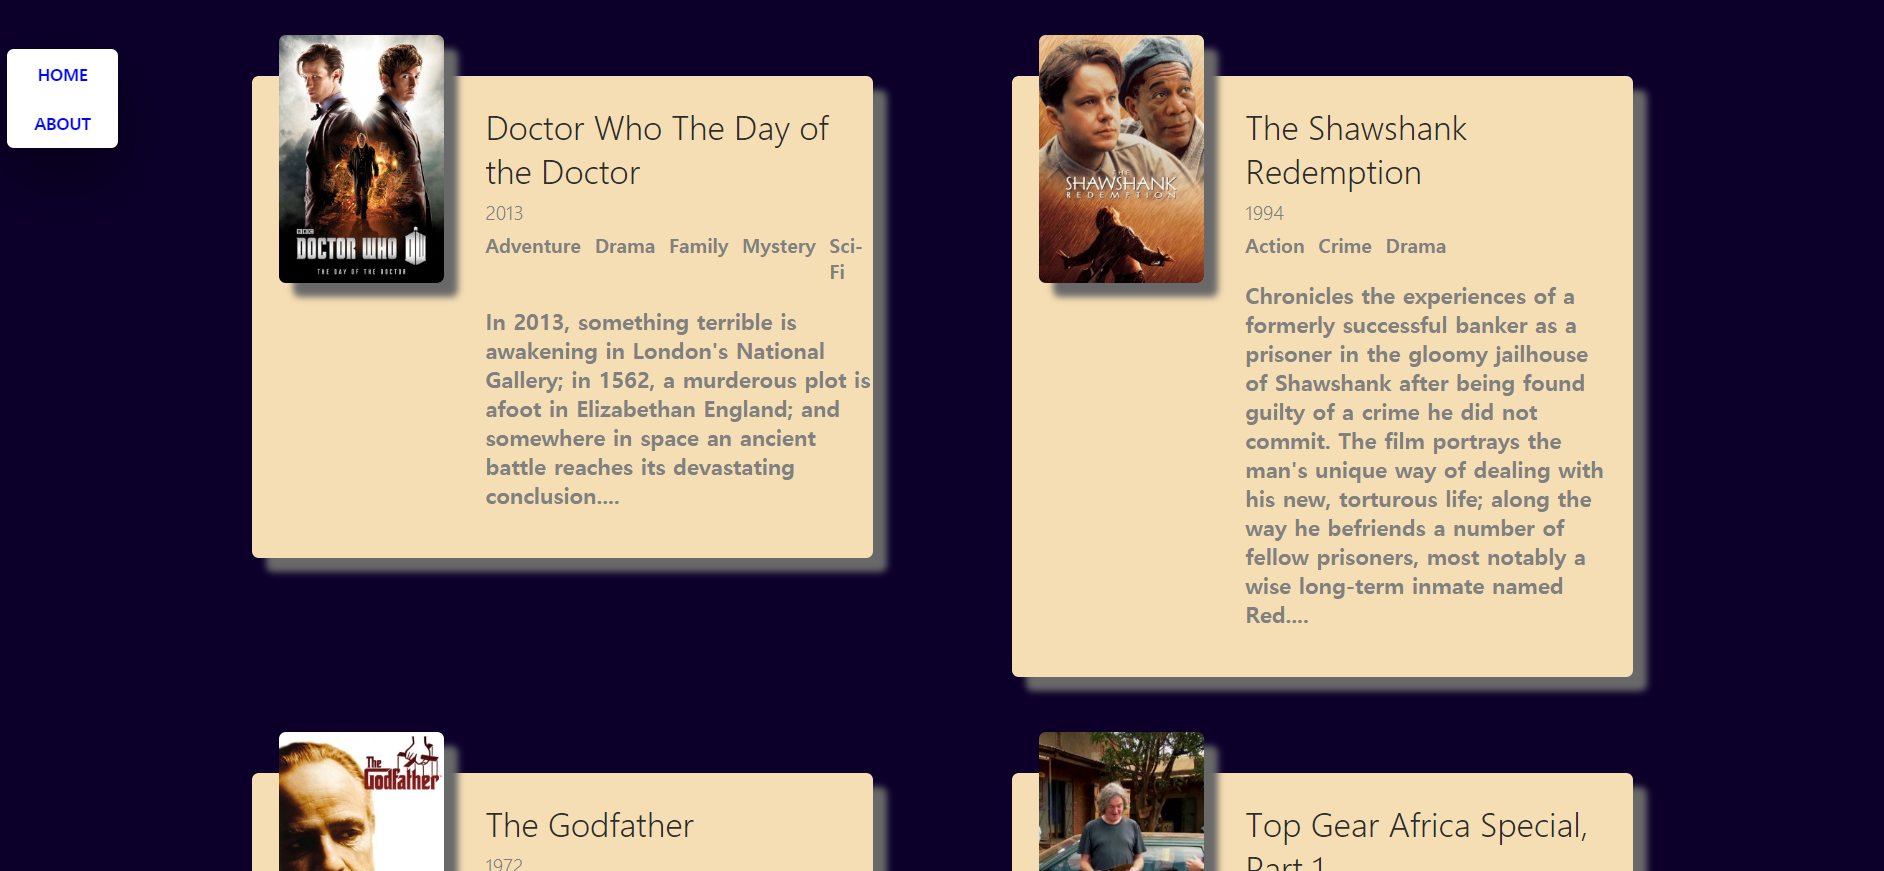 HOME
ABOUT
BBC
DOCTOR WHO DW
THE DAY OF THE DOCTOR
Doctor Who The Day of
the Doctor
2013
Adventure Drama Family Mystery Sci-
Fi
In 2013, something terrible is
awakening in London's National
Gallery; in 1562, a murderous plot is
afoot in Elizabethan England; and
somewhere in space an ancient
battle reaches its devastating
conclusion....
THE
SHAWSHANK
REDEMPTION
The Shawshank
Redemption
1994
Action Crime Drama
Chronicles the experiences of a
formerly successful banker as a
prisoner in the gloomy jailhouse
of Shawshank after being found
guilty of a crime he did not
commit. The film portrays the
man's unique way of dealing with
his new, torturous life; along the
way he befriends a number of
fellow prisoners, most notably a
wise long-term inmate named
Red....
The
Godfather
The Godfather
1972
Top Gear Africa Special,
Part 1